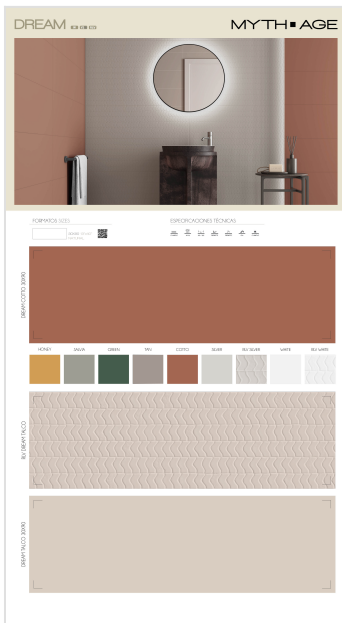 DREAM
MYTH■AGE
FORMATOS SIZES
ESPECIFICACIONES TÉCNICAS
DREAM COTTO 30X90
HONEY SALVIA GREEN TAN COTTO SILVER RLV SILVER WHITE RLV WHITE
RLV DREAM TALCO
DREAM TALCO 30X90